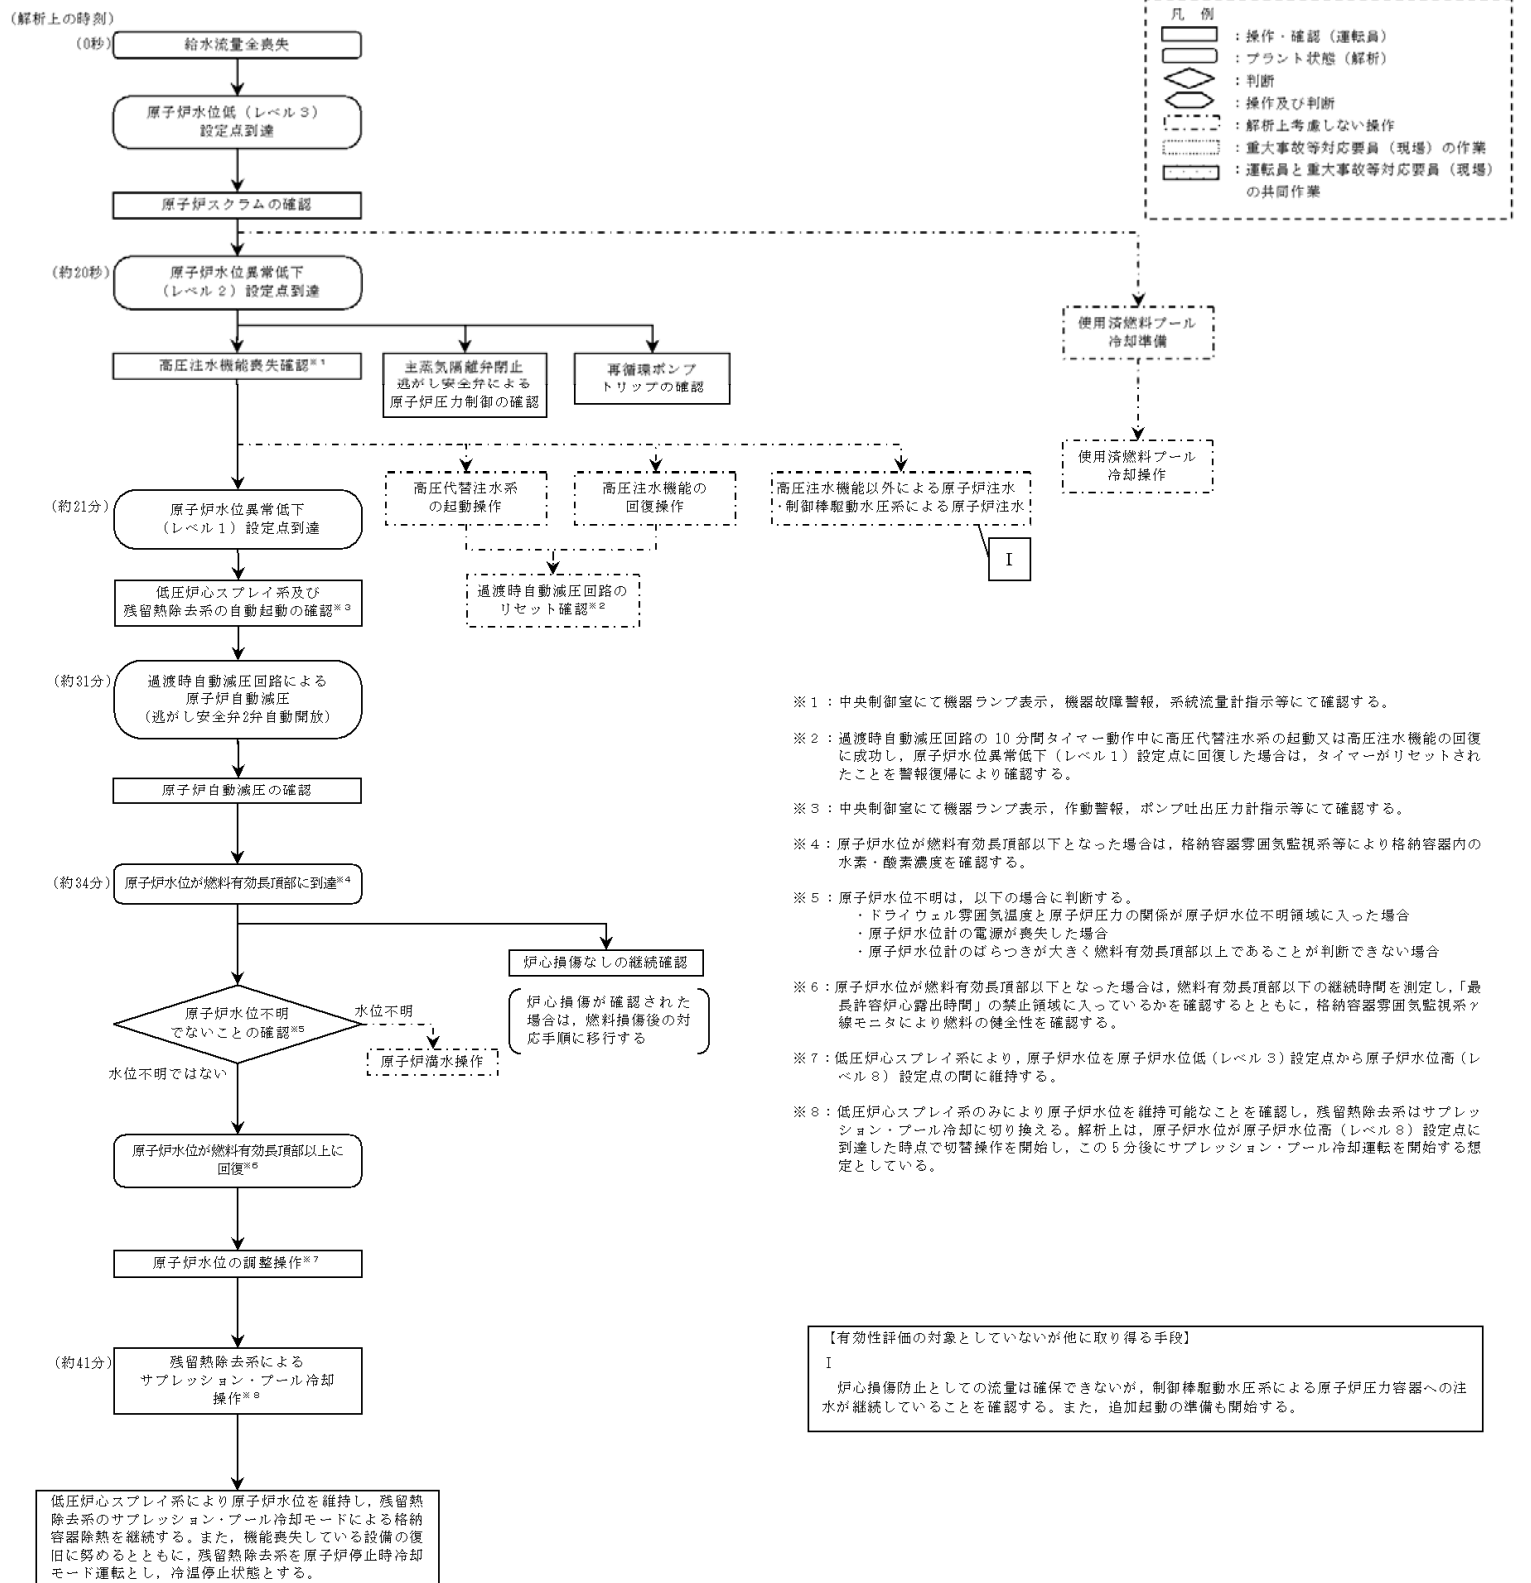 (解析上の時刻)
(0秒)
給水流量全喪失
原子炉水位低（レベル３）
設定点到達
原子炉スクラムの確認
(約20秒)
原子炉水位異常低下
（レベル２）設定点到達
高圧注水機能喪失確認※１
主蒸気隔離弁閉止
逃がし安全弁による
原子炉圧力制御の確認
再循環ポンプ
トリップの確認
使用済燃料プール
冷却準備
使用済燃料プール
冷却操作
高圧代替注水系
の起動操作
高圧注水機能の
回復操作
高圧注水機能以外による原子炉注水
・制御棒駆動水圧系による原子炉注水
Ⅰ
過渡時自動減圧回路の
リセット確認※２
(約21分)
原子炉水位異常低下
（レベル１）設定点到達
低圧炉心スプレイ系及び
残留熱除去系の自動起動の確認※３
(約31分)
過渡時自動減圧回路による
原子炉自動減圧
(逃がし安全弁2弁自動開放)
原子炉自動減圧の確認
(約34分)
原子炉水位が燃料有効長頂部に到達※４
炉心損傷なしの継続確認
炉心損傷が確認された
場合は，燃料損傷後の対
応手順に移行する
原子炉水位不明
でないことの確認※５
水位不明
原子炉満水操作
水位不明ではない
原子炉水位が燃料有効長頂部以上に
回復※６
原子炉水位の調整操作※７
(約41分)
残留熱除去系による
サプレッション・プール冷却
操作※８
低圧炉心スプレイ系により原子炉水位を維持し，残留熱
除去系のサプレッション・プール冷却モードによる格納
容器除熱を継続する。また，機能喪失している設備の復
旧に努めるとともに，残留熱除去系を原子炉停止時冷却
モード運転とし，冷温停止状態とする。
凡　例
：操作・確認（運転員）
：プラント状態（解析）
：判断
：操作及び判断
：解析上考慮しない操作
：重大事故等対応要員（現場）の作業
：運転員と重大事故等対応要員（現場）
の共同作業
※１：中央制御室にて機器ランプ表示，機器故障警報，系統流量計指示等にて確認する。
※２：過渡時自動減圧回路の 10 分間タイマー動作中に高圧代替注水系の起動又は高圧注水機能の回復
に成功し，原子炉水位異常低下（レベル１）設定点に回復した場合は，タイマーがリセットされ
たことを警報復帰により確認する。
※３：中央制御室にて機器ランプ表示，作動警報，ポンプ吐出圧力計指示等にて確認する。
※４：原子炉水位が燃料有効長頂部以下となった場合は，格納容器雰囲気監視系等により格納容器内の
水素・酸素濃度を確認する。
※５：原子炉水位不明は，以下の場合に判断する。
・ドライウェル雰囲気温度と原子炉圧力の関係が原子炉水位不明領域に入った場合
・原子炉水位計の電源が喪失した場合
・原子炉水位計のばらつきが大きく燃料有効長頂部以上であることが判断できない場合
※６：原子炉水位が燃料有効長頂部以下となった場合は，燃料有効長頂部以下の継続時間を測定し，「最
長許容炉心露出時間」の禁止領域に入っているかを確認するとともに，格納容器雰囲気監視系γ
線モニタにより燃料の健全性を確認する。
※７：低圧炉心スプレイ系により，原子炉水位を原子炉水位低（レベル３）設定点から原子炉水位高（レ
ベル８）設定点の間に維持する。
※８：低圧炉心スプレイ系のみにより原子炉水位を維持可能なことを確認し，残留熱除去系はサプレッ
ション・プール冷却に切り換える。解析上は，原子炉水位が原子炉水位高（レベル８）設定点に
到達した時点で切替操作を開始し，この５分後にサプレッション・プール冷却運転を開始する想
定としている。
【有効性評価の対象としていないが他に取り得る手段】
Ⅰ
炉心損傷防止としての流量は確保できないが，制御棒駆動水圧系による原子炉圧力容器への注
水が継続していることを確認する。また，追加起動の準備も開始する。